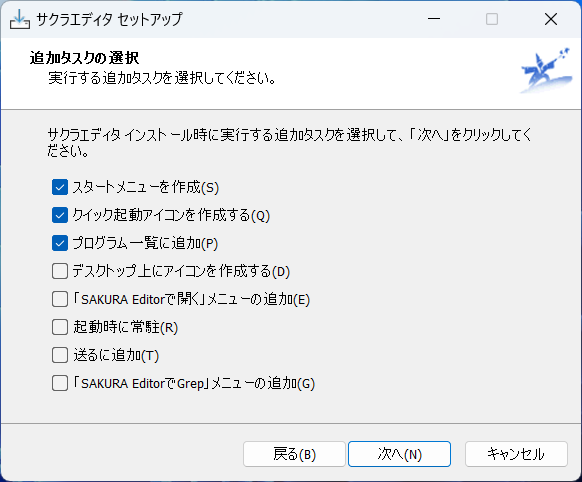 サクラエディタ セットアップ
追加タスクの選択
実行する追加タスクを選択してください。
サクラエディタ インストール時に実行する追加タスクを選択して、「次へ」をクリックしてく
ださい。
スタートメニューを作成(S)
クイック起動アイコンを作成する(Q)
プログラム一覧に追加(P)
デスクトップ上にアイコンを作成する(D)
「SAKURA Editorで開く」メニューの追加(E)
起動時に常駐(R)
送るに追加(T)
「SAKURA EditorでGrep」メニューの追加(G)
戻る(B)
次へ(N)
キャンセル